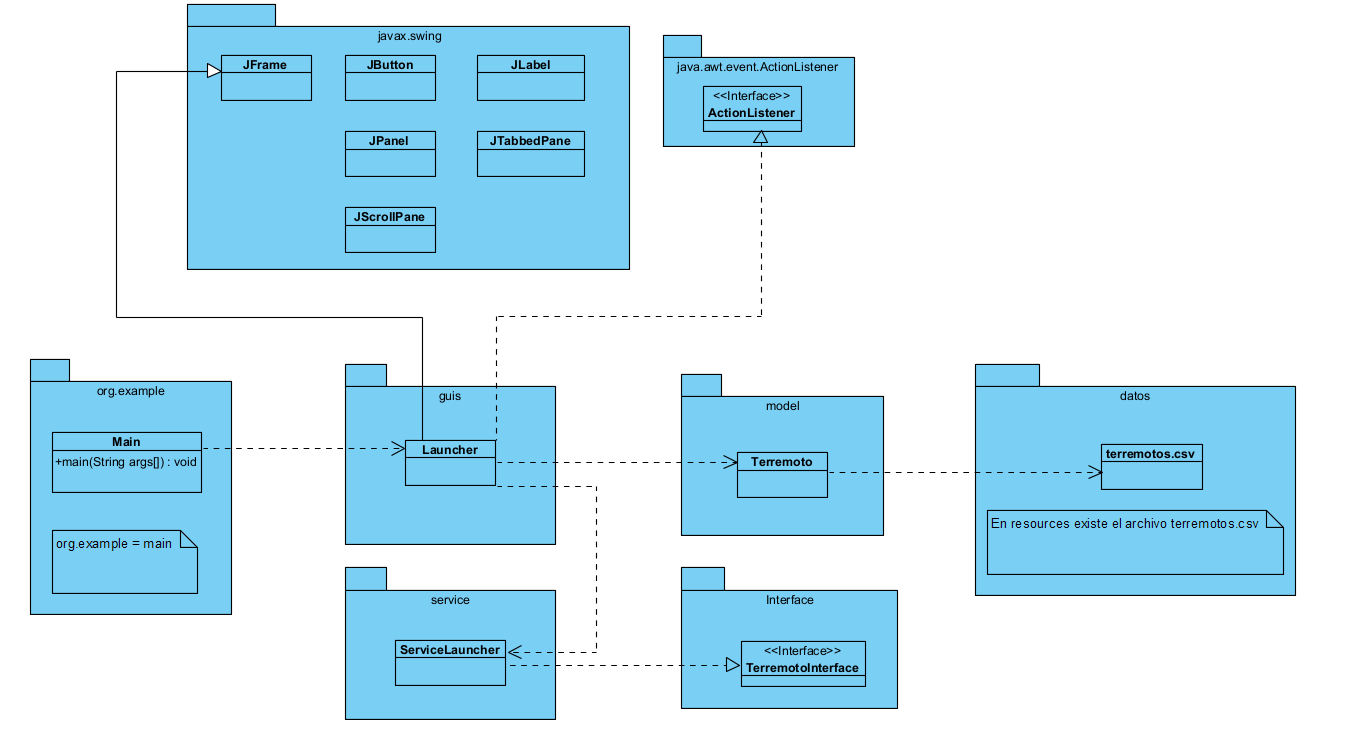 javax.swing
JFrame
JButton
JLabel
JPanel
JTabbedPane
JScrollPane
java.awt.event.ActionListener
<<Interface>>
ActionListener
org.example
Main
+main(String args[]) : void
org.example = main
guis
Launcher
model
Terremoto
datos
terremotos.csv
En resources existe el archivo terremotos.csv
service
ServiceLauncher
Interface
<<Interface>>
TerremotoInterface